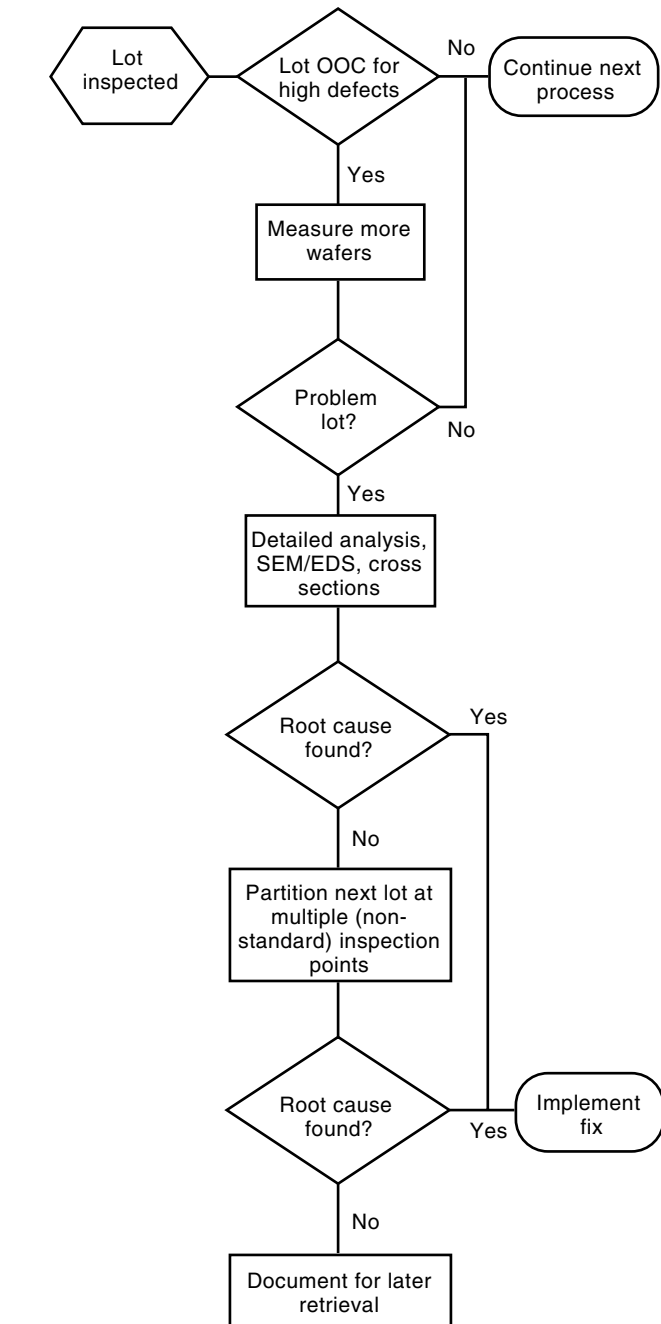 Lot
inspected
Lot OOC for
high defects
No
Continue next
process
Yes
Measure more
wafers
Problem
lot?
No
Yes
Detailed analysis,
SEM/EDS, cross
sections
Root cause
found?
Yes
No
Partition next lot at
multiple (non-
standard) inspection
points
Root cause
found?
Yes
Implement
fix
No
Document for later
retrieval